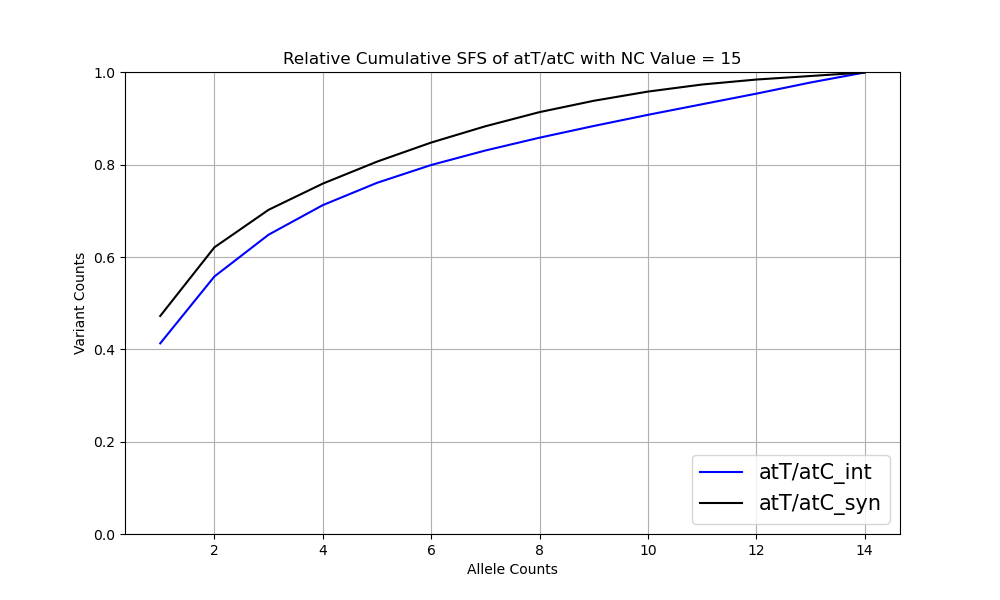 Relative Cumulative SFS of atT/atC with NC Value = 15
1.0
0.8
0.6
0.4
0.2
0.0
Variant Counts
2 4 6 8 10 12 14
Allele Counts
atT/atC_int
atT/atC_syn